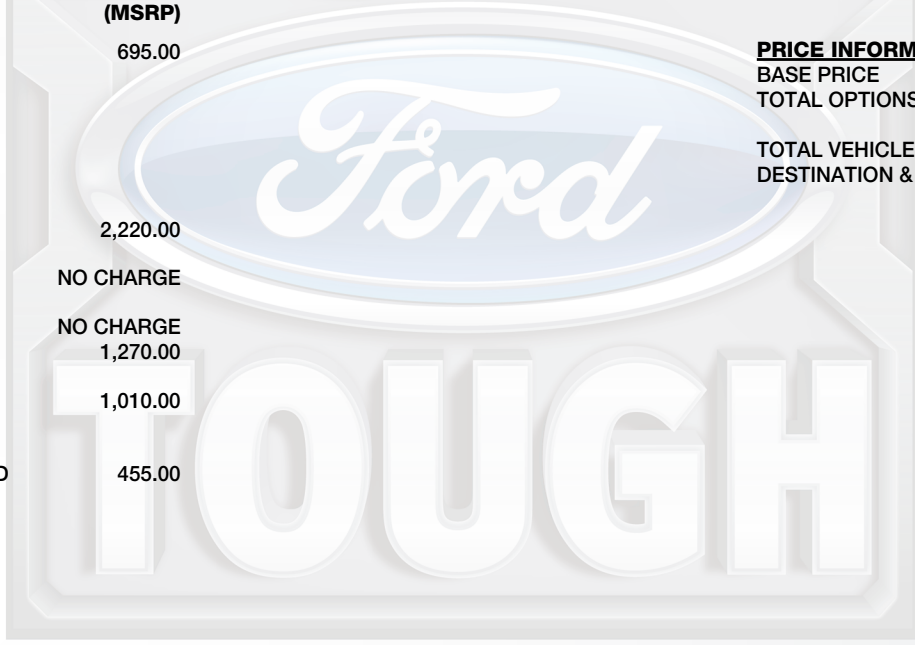 (MSRP)
695.00
2,220.00
NO CHARGE
NO CHARGE
1,270.00
1,010.00
D 455.00
PRICE INFORM
BASE PRICE
TOTAL OPTIONS
TOTAL VEHICLE
DESTINATION &
Ford
TOUGH